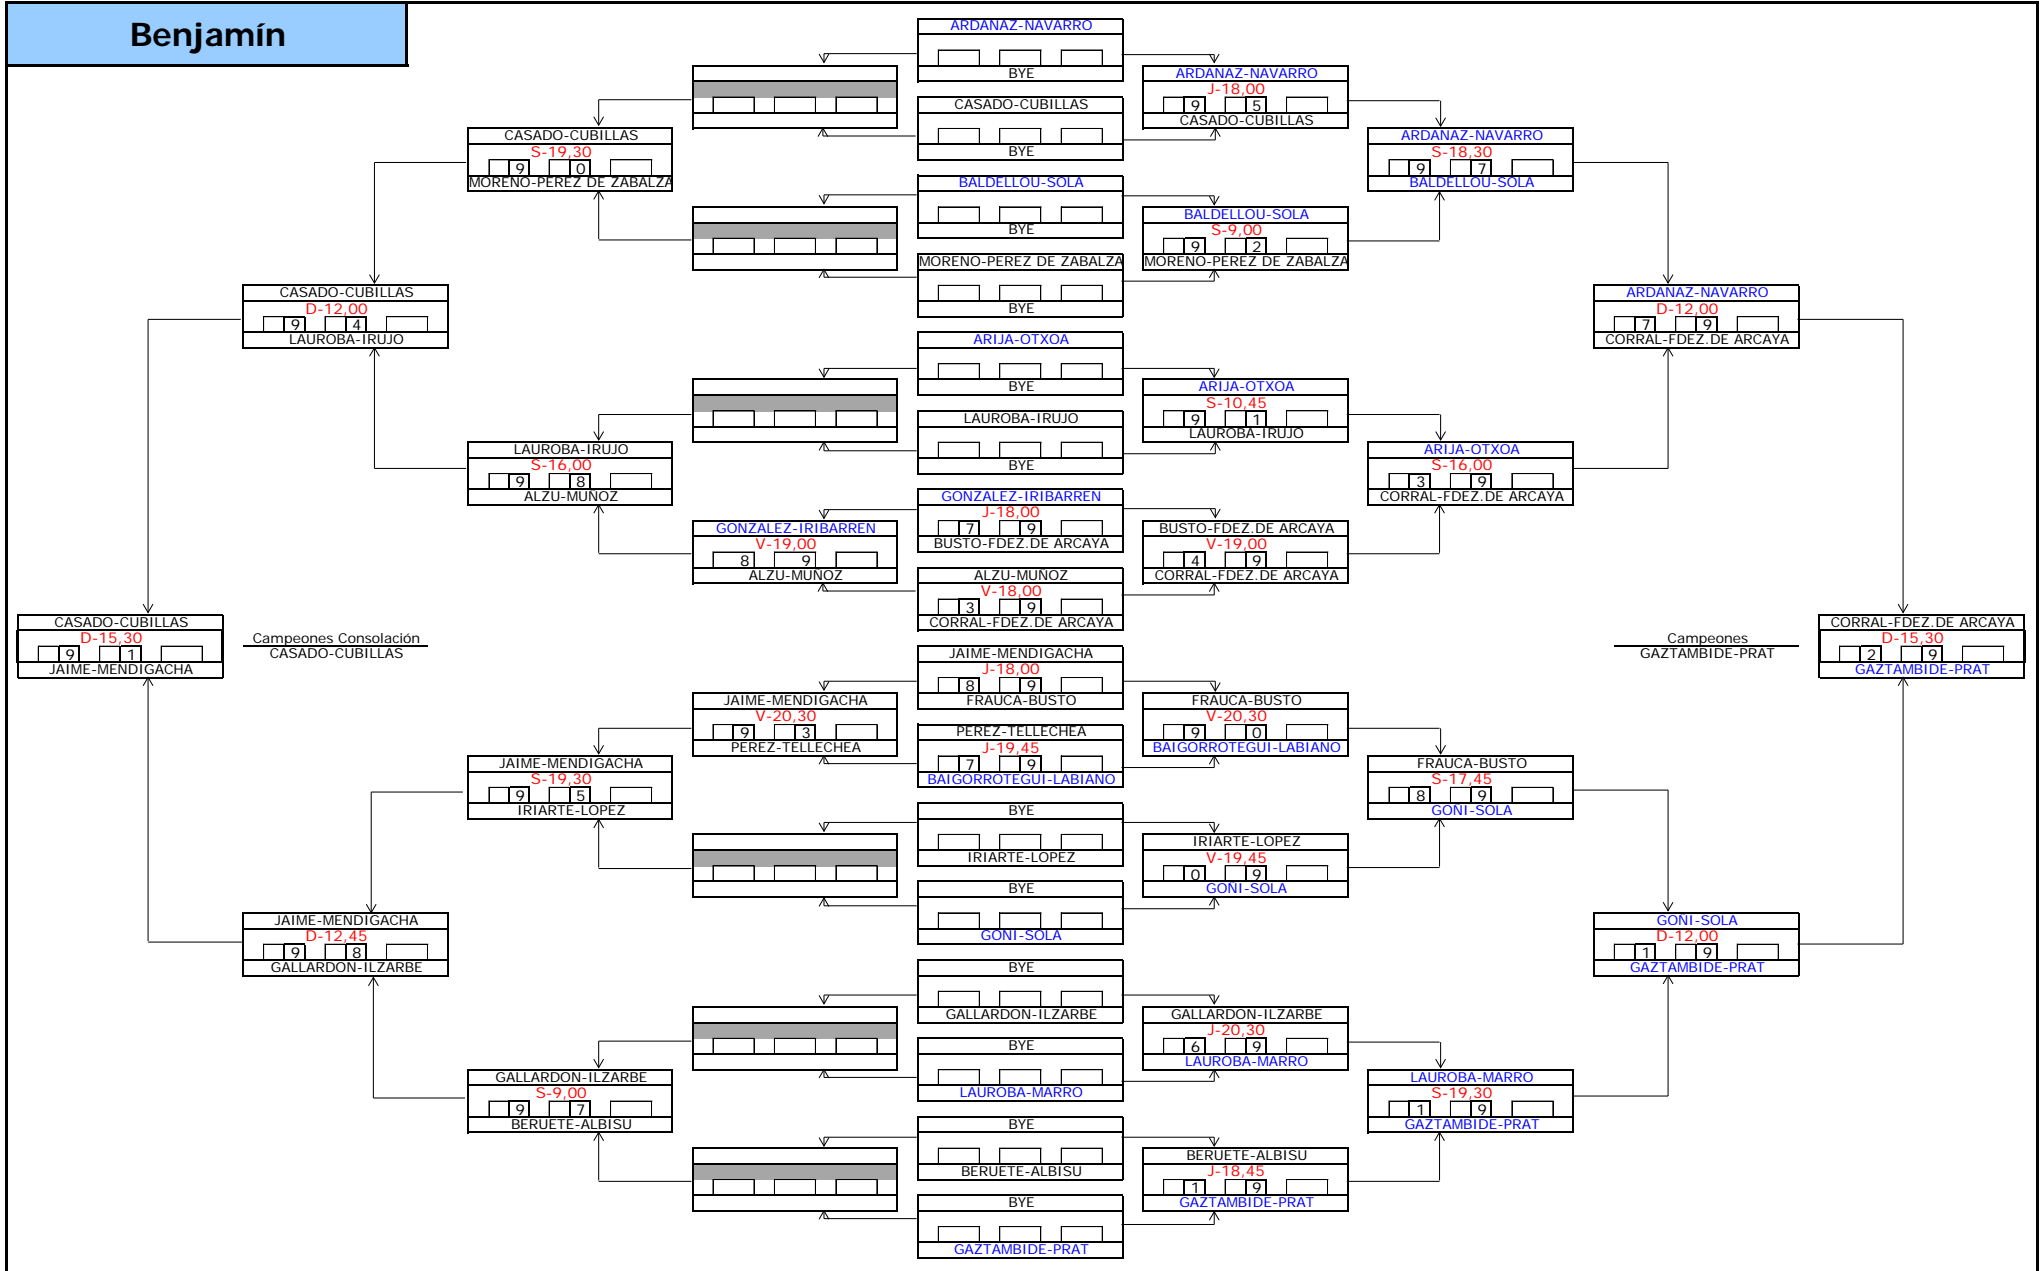 Benjamín
CASADO-CUBILLAS
D-15,30
9 1
JAIME-MENDIGACHA
Campeones Consolación
CASADO-CUBILLAS
CASADO-CUBILLAS
D-12,00
9 4
LAUROBA-IRUJO
JAIME-MENDIGACHA
D-12,45
9 8
GALLARDON-ILZARBE
CASADO-CUBILLAS
S-19,30
9 0
MORENO-PEREZ DE ZABALZA
LAUROBA-IRUJO
S-16,00
9 8
ALZU-MUÑOZ
JAIME-MENDIGACHA
S-19,30
9 5
IRIARTE-LOPEZ
GALLARDON-ILZARBE
S-9,00
9 7
BERUETE-ALBISU
GONZALEZ-IRIBARREN
V-19,00
8 9
ALZU-MUÑOZ
JAIME-MENDIGACHA
V-20,30
9 3
PEREZ-TELLECHEA
ARDANAZ-NAVARRO
BYE
CASADO-CUBILLAS
BYE
BALDELLOU-SOLA
BYE
MORENO-PEREZ DE ZABALZA
BYE
ARIJA-OTXOA
BYE
LAUROBA-IRUJO
BYE
GONZALEZ-IRIBARREN
J-18,00
7 9
BUSTO-FDEZ.DE ARCAYA
ALZU-MUÑOZ
V-18,00
3 9
CORRAL-FDEZ.DE ARCAYA
JAIME-MENDIGACHA
J-18,00
8 9
FRAUCA-BUSTO
PEREZ-TELLECHEA
J-19,45
7 9
BAIGORROTEGUI-LABIANO
BYE
IRIARTE-LOPEZ
BYE
GOÑI-SOLA
BYE
GALLARDON-ILZARBE
BYE
LAUROBA-MARRO
BYE
BERUETE-ALBISU
BYE
GAZTAMBIDE-PRAT
ARDANAZ-NAVARRO
J-18,00
9 5
CASADO-CUBILLAS
BALDELLOU-SOLA
S-9,00
9 2
MORENO-PEREZ DE ZABALZA
ARIJA-OTXOA
S-10,45
9 1
LAUROBA-IRUJO
BUSTO-FDEZ.DE ARCAYA
V-19,00
4 9
CORRAL-FDEZ.DE ARCAYA
FRAUCA-BUSTO
V-20,30
9 0
BAIGORROTEGUI-LABIANO
IRIARTE-LOPEZ
V-19,45
0 9
GOÑI-SOLA
GALLARDON-ILZARBE
J-20,30
6 9
LAUROBA-MARRO
BERUETE-ALBISU
J-18,45
1 9
GAZTAMBIDE-PRAT
ARDANAZ-NAVARRO
S-18,30
9 7
BALDELLOU-SOLA
ARIJA-OTXOA
S-16,00
3 9
CORRAL-FDEZ.DE ARCAYA
FRAUCA-BUSTO
S-17,45
8 9
GOÑI-SOLA
LAUROBA-MARRO
S-19,30
1 9
GAZTAMBIDE-PRAT
ARDANAZ-NAVARRO
D-12,00
7 9
CORRAL-FDEZ.DE ARCAYA
GOÑI-SOLA
D-12,00
1 9
GAZTAMBIDE-PRAT
Campeones
GAZTAMBIDE-PRAT
CORRAL-FDEZ.DE ARCAYA
D-15,30
2 9
GAZTAMBIDE-PRAT